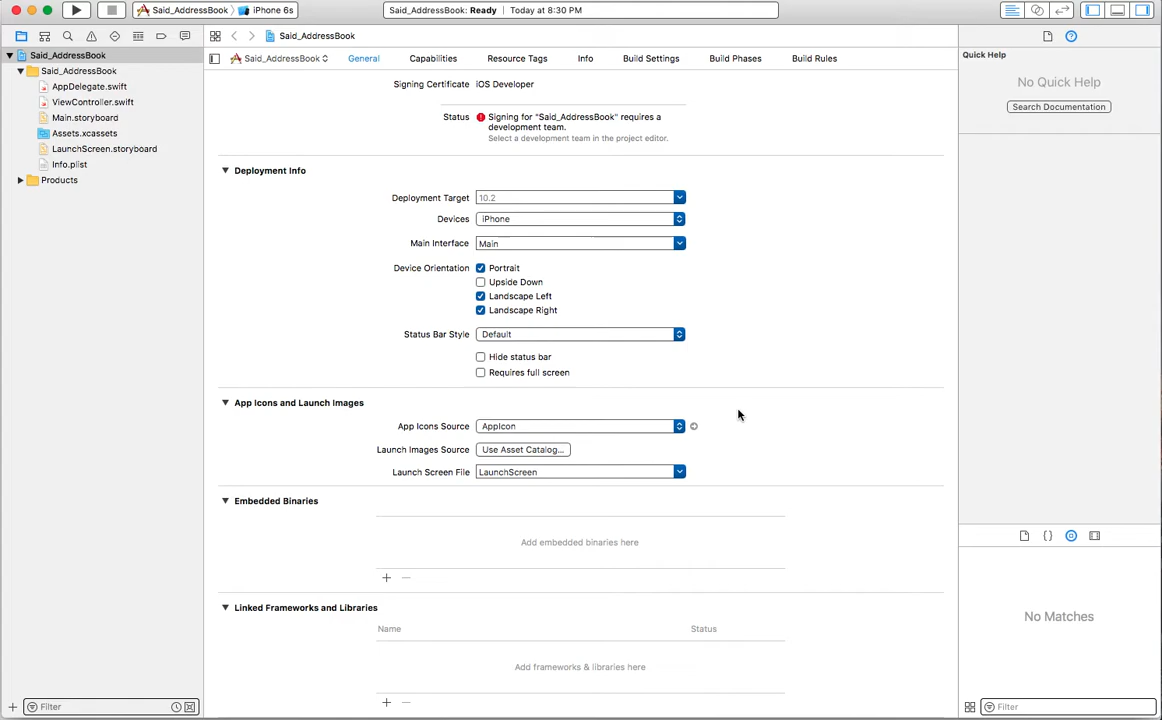 Said_AddressBook iPhone 6s
Said_AddressBook: Ready | Today at 8:30 PM
Said_AddressBook
Said_AddressBook
Said_AddressBook
AppDelegate.swift
ViewController.swift
Main.storyboard
Assets.xcassets
LaunchScreen.storyboard
Info.plist
Products
Filter
Said_AddressBook General Capabilities Resource Tags Info Build Settings Build Phases Build Rules
Signing Certificate iOS Developer
Status Signing for "Said_AddressBook" requires a
development team.
Select a development team in the project editor.
Deployment Info
Deployment Target 10.2
Devices iPhone
Main Interface Main
Device Orientation Portrait
Upside Down
Landscape Left
Landscape Right
Status Bar Style Default
Hide status bar
Requires full screen
App Icons and Launch Images
App Icons Source AppIcon
Launch Images Source Use Asset Catalog...
Launch Screen File LaunchScreen
Embedded Binaries
Add embedded binaries here
Linked Frameworks and Libraries
Name Status
Add frameworks & libraries here
Quick Help
No Quick Help
Search Documentation
No Matches
Filter